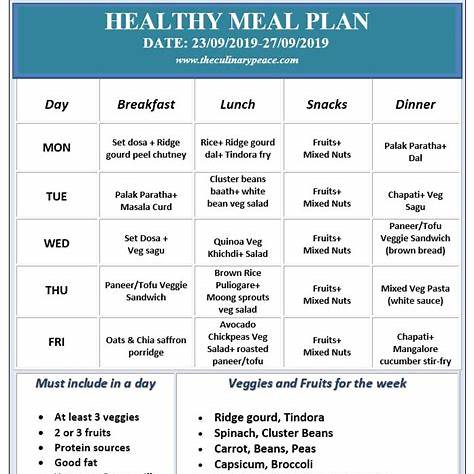 HEALTHY MEAL PLAN
DATE: 23/09/2019-27/09/2019
www.theculinarypeace.com
Day Breakfast Lunch Snacks Dinner
MON
Set dosa + Ridge
gourd peel chutney
Rice+ Ridge gourd
dal+ Tindora fry
Fruits+
Mixed Nuts
Palak Paratha+
Dal
TUE
Palak Paratha+
Masala Curd
Cluster beans
baath+ white
bean veg salad
Fruits+
Mixed Nuts
Chapati+ Veg
Sagu
WED
Set Dosa +
Veg sagu
Quinoa Veg
Khichdi+ Salad
Fruits+
Mixed Nuts
Paneer/Tofu
Veggie Sandwich
(brown bread)
THU
Paneer/Tofu Veggie
Sandwich
Brown Rice
Puliogare+
Moong sprouts
veg salad
Fruits+
Mixed Nuts
Mixed Veg Pasta
(white sauce)
FRI
Oats & Chia saffron
porridge
Avocado
Chickpeas Veg
Salad+ roasted
paneer/tofu
Fruits+
Mixed Nuts
Chapati+
Mangalore
cucumber stir-fry
Must include in a day
• At least 3 veggies
• 2 or 3 fruits
• Protein sources
• Good fat
Veggies and Fruits for the week
• Ridge gourd, Tindora
• Spinach, Cluster Beans
• Carrot, Beans, Peas
• Capsicum, Broccoli